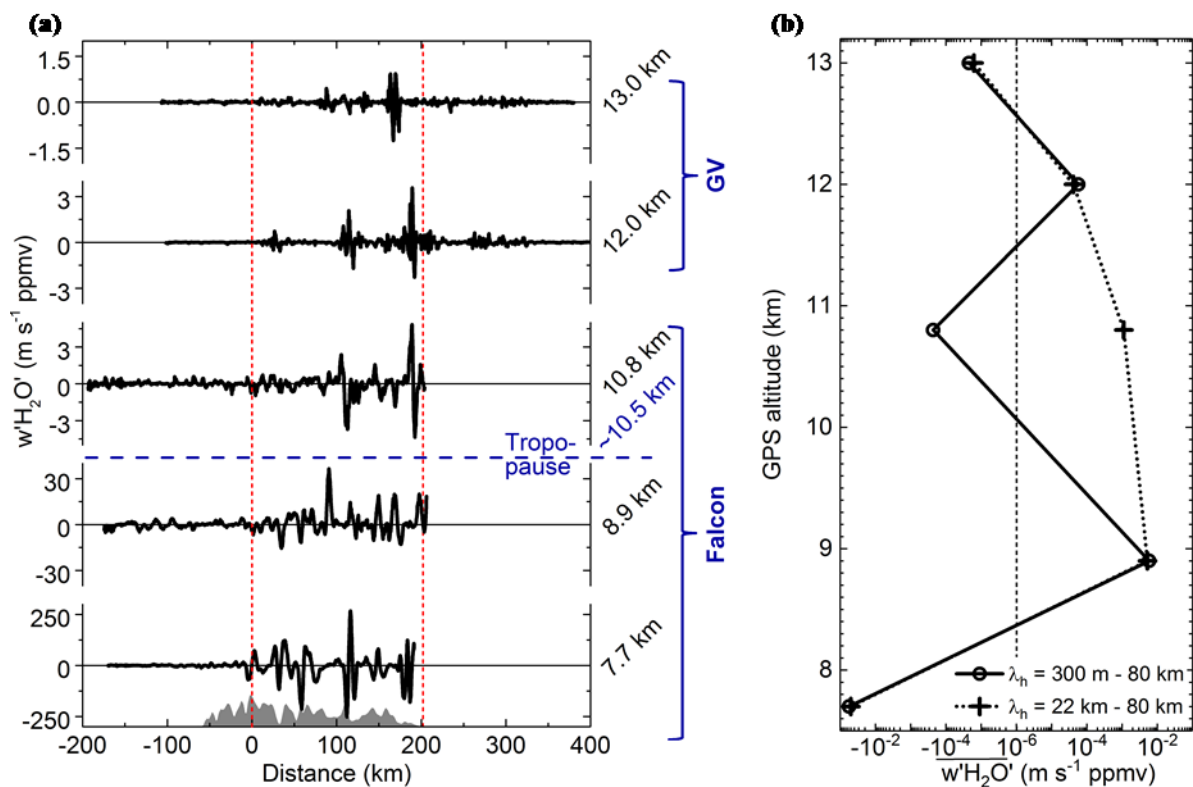 (a)
1.5
0.0
-1.5
13.0 km
3
0
-3
12.0 km
GV
w'H₂O' (m s⁻¹ ppmv)
3
0
-3
10.8 km
~10.5 km
Tropo-
pause
30
0
-30
8.9 km
Falcon
250
0
-250
7.7 km
-200 -100 0 100 200 300 400
Distance (km)
(b)
13
12
11
10
9
8
GPS altitude (km)
λh = 300 m - 80 km
λh = 22 km - 80 km
-10⁻² -10⁻⁴ 10⁻⁶ 10⁻⁴ 10⁻²
w'H₂O' (m s⁻¹ ppmv)